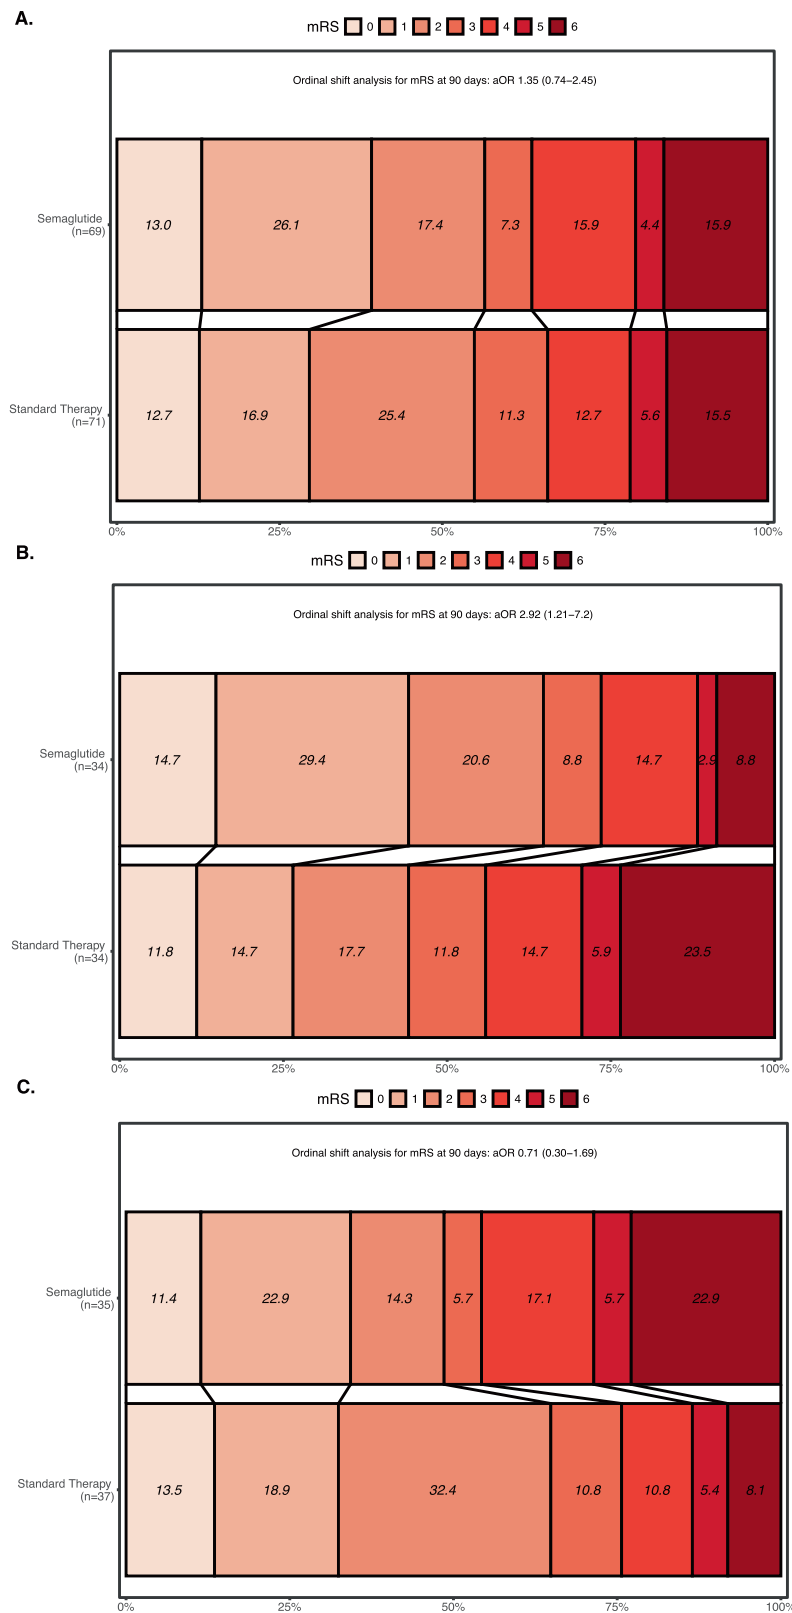 A.
mRS 0 1 2 3 4 5 6
Ordinal shift analysis for mRS at 90 days: aOR 1.35 (0.74−2.45)
Semaglutide
(n=69)
13.0 26.1 17.4 7.3 15.9 4.4 15.9
Standard Therapy
(n=71)
12.7 16.9 25.4 11.3 12.7 5.6 15.5
0% 25% 50% 75% 100%
B.
mRS 0 1 2 3 4 5 6
Ordinal shift analysis for mRS at 90 days: aOR 2.92 (1.21−7.2)
Semaglutide
(n=34)
14.7 29.4 20.6 8.8 14.7 2.9 8.8
Standard Therapy
(n=34)
11.8 14.7 17.7 11.8 14.7 5.9 23.5
0% 25% 50% 75% 100%
C.
mRS 0 1 2 3 4 5 6
Ordinal shift analysis for mRS at 90 days: aOR 0.71 (0.30−1.69)
Semaglutide
(n=35)
11.4 22.9 14.3 5.7 17.1 5.7 22.9
Standard Therapy
(n=37)
13.5 18.9 32.4 10.8 10.8 5.4 8.1
0% 25% 50% 75% 100%